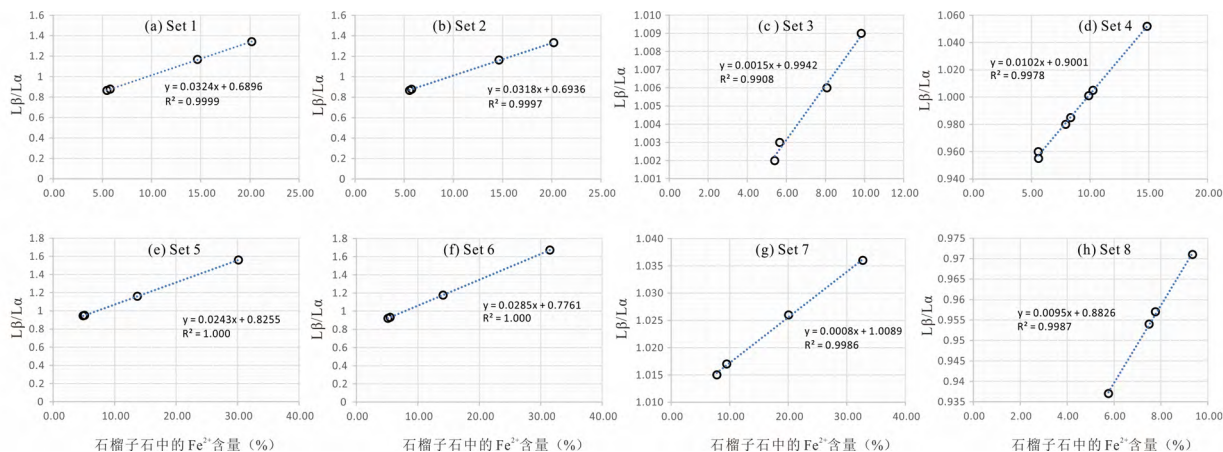 (a) Set 1
Lβ/Lα
1.6
1.4
1.2
1
0.8
0.6
0.4
0.2
0
y = 0.0324x + 0.6896
R² = 0.9999
0.00 5.00 10.00 15.00 20.00 25.00
(b) Set 2
Lβ/Lα
1.6
1.4
1.2
1
0.8
0.6
0.4
0.2
0
y = 0.0318x + 0.6936
R² = 0.9997
0.00 5.00 10.00 15.00 20.00 25.00
(c) Set 3
Lβ/Lα
1.010
1.009
1.007
1.006
1.004
1.003
1.002
1.001
y = 0.0015x + 0.9942
R² = 0.9908
0.00 2.00 4.00 6.00 8.00 10.00 12.00
(d) Set 4
Lβ/Lα
1.060
1.040
1.020
1.000
0.980
0.960
0.940
y = 0.0102x + 0.9001
R² = 0.9978
0.00 5.00 10.00 15.00 20.00
(e) Set 5
Lβ/Lα
1.8
1.6
1.4
1.2
1
0.8
0.6
0.4
0.2
0
y = 0.0243x + 0.8255
R² = 1.000
0.00 10.00 20.00 30.00 40.00
石榴子石中的Fe²⁺含量（%）
(f) Set 6
Lβ/Lα
1.8
1.6
1.4
1.2
1
0.8
0.6
0.4
0.2
0
y = 0.0285x + 0.7761
R² = 1.000
0.00 10.00 20.00 30.00 40.00
石榴子石中的Fe²⁺含量（%）
(g) Set 7
Lβ/Lα
1.040
1.035
1.030
1.025
1.020
1.015
1.010
y = 0.0008x + 1.0089
R² = 0.9986
0.00 10.00 20.00 30.00 40.00
石榴子石中的Fe²⁺含量（%）
(h) Set 8
Lβ/Lα
0.975
0.97
0.965
0.96
0.955
0.95
0.945
0.94
0.935
y = 0.0095x + 0.8826
R² = 0.9987
0.00 2.00 4.00 6.00 8.00 10.00
石榴子石中的Fe²⁺含量（%）